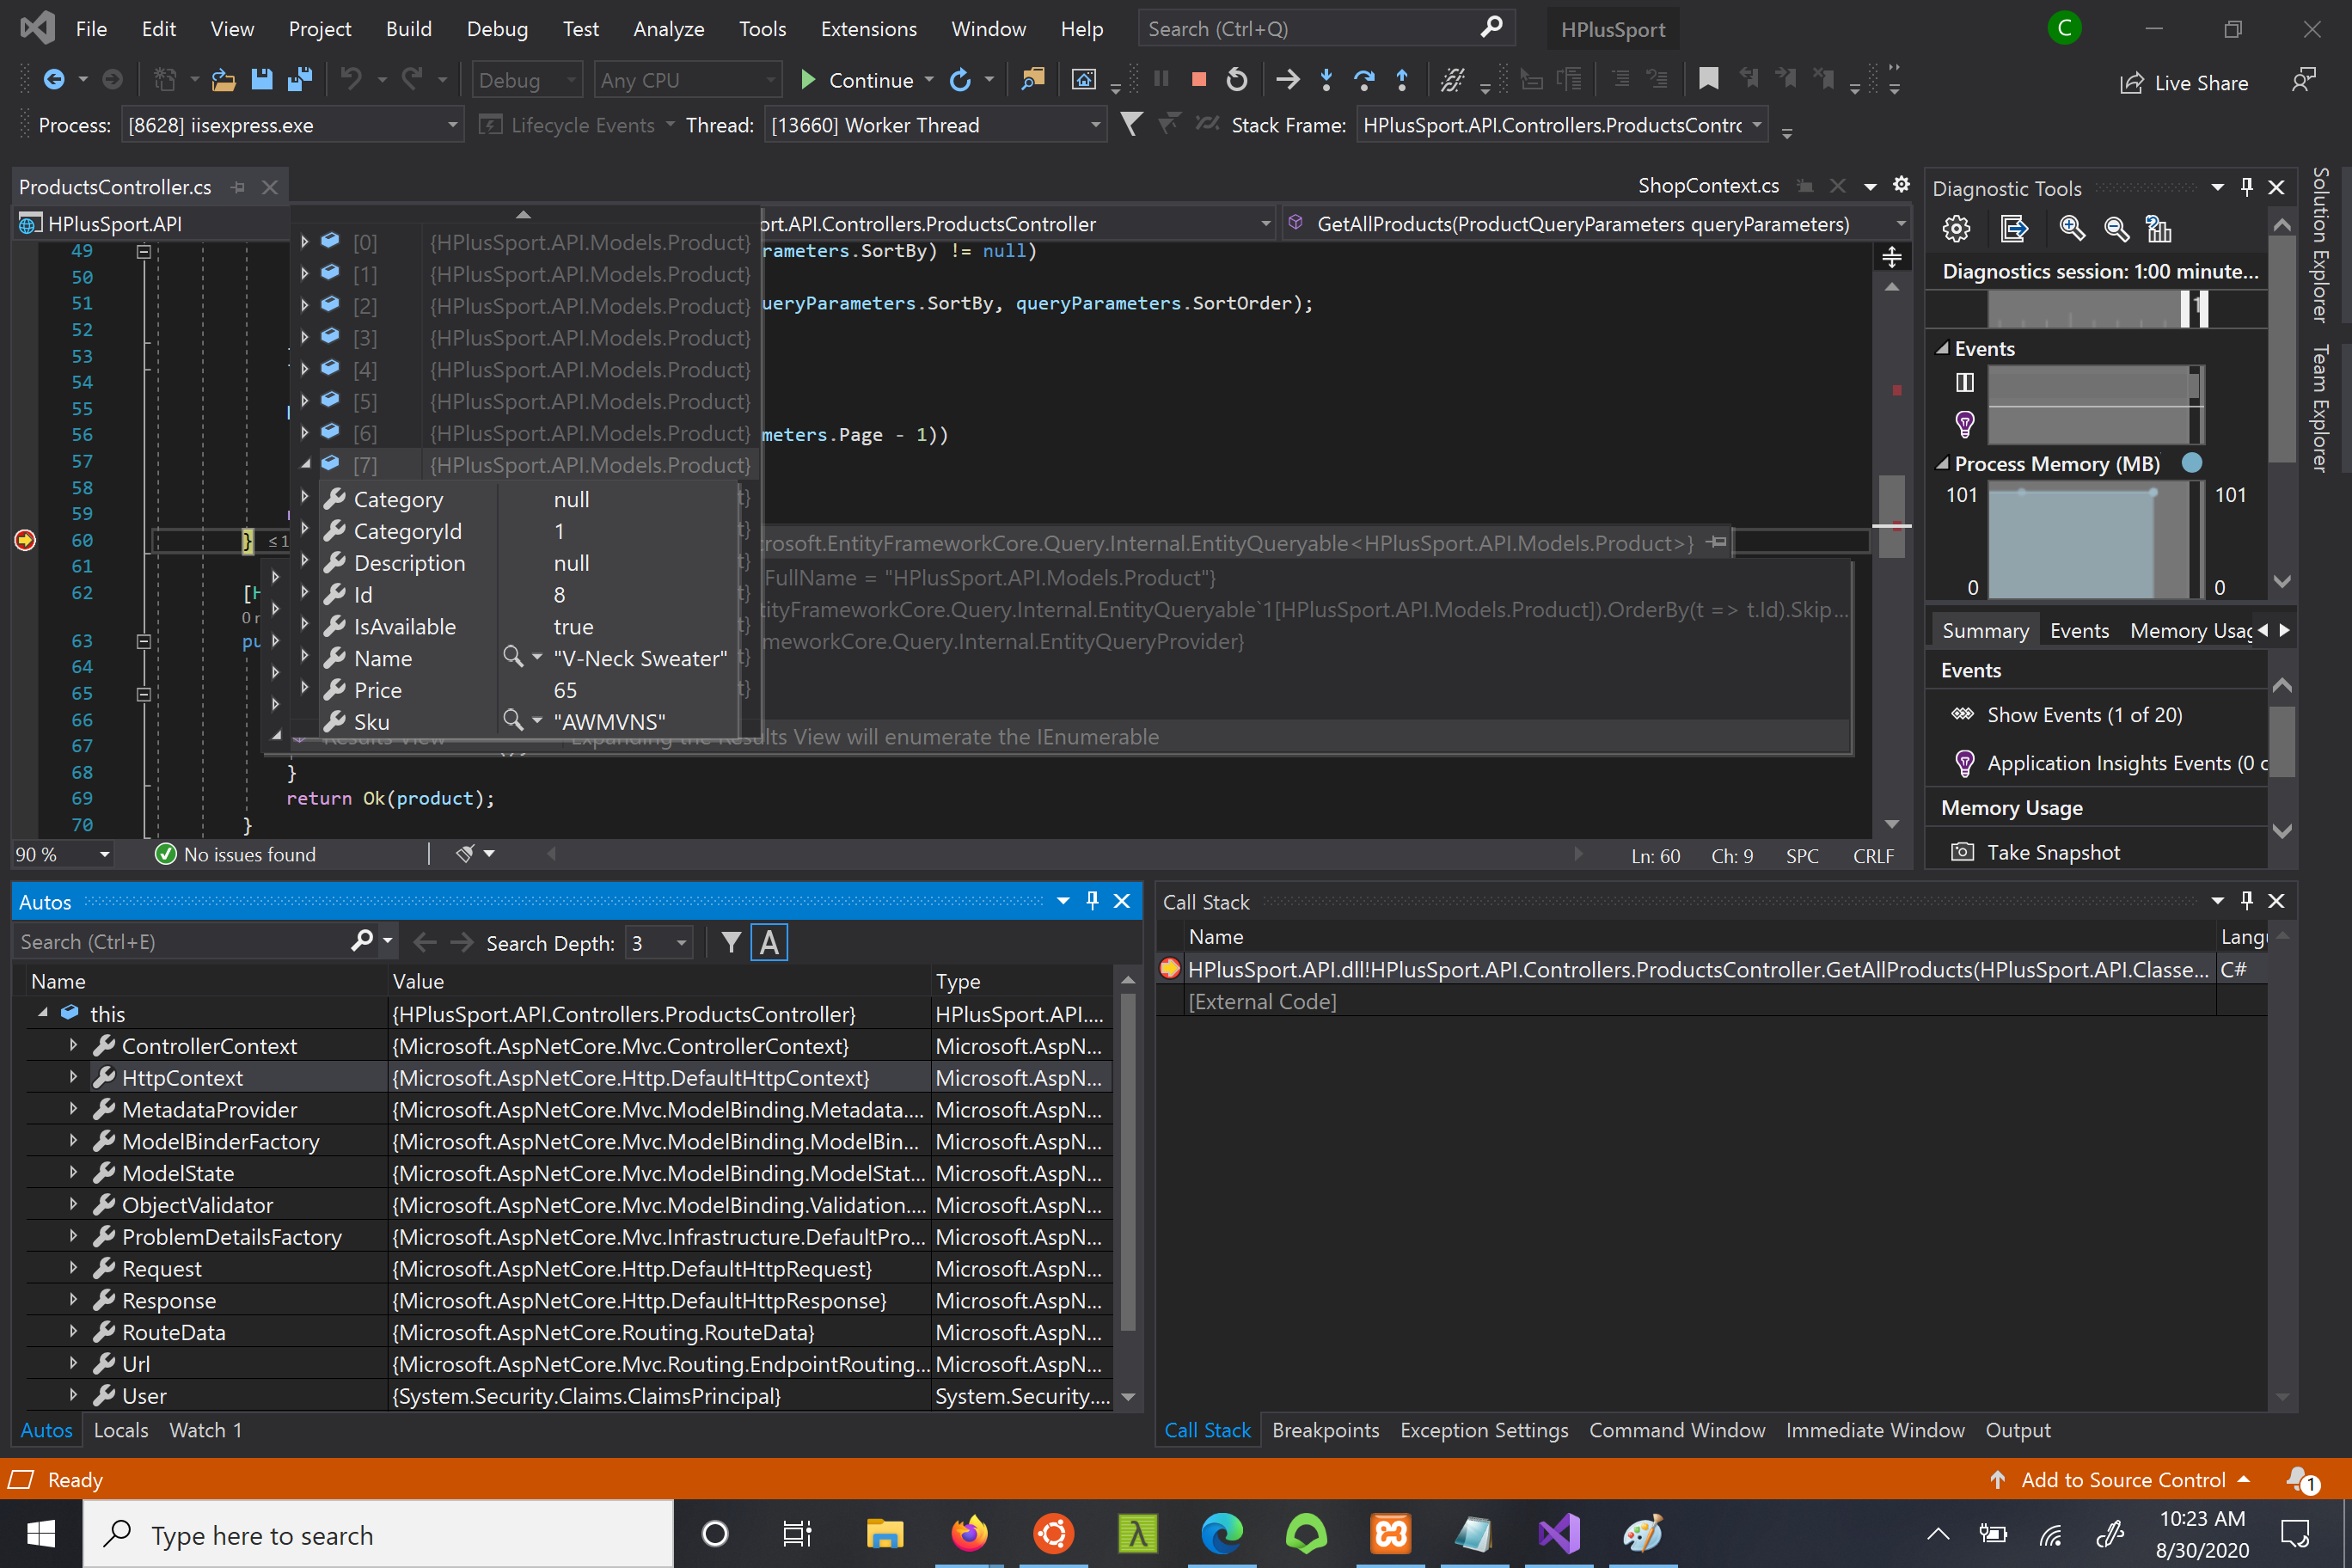 File Edit View Project Build Debug Test Analyze Tools Extensions Window Help Search (Ctrl+Q) HPlusSport C
Debug Any CPU Continue Live Share
Process: [8628] iisexpress.exe Lifecycle Events Thread: [13660] Worker Thread Stack Frame: HPlusSport.API.Controllers.ProductsContrc
ProductsController.cs ShopContext.cs
HPlusSport.API rt.API.Controllers.ProductsController GetAllProducts(ProductQueryParameters queryParameters)
[0] {HPlusSport.API.Models.Product}
49 rameters.SortBy) != null)
[1] {HPlusSport.API.Models.Product}
50
51 [2] {HPlusSport.API.Models.Product} ueryParameters.SortBy, queryParameters.SortOrder);
52 [3] {HPlusSport.API.Models.Product}
53
[4] {HPlusSport.API.Models.Product}
54
55 [5] {HPlusSport.API.Models.Product}
56 [6] {HPlusSport.API.Models.Product} meters.Page - 1))
57 [7] {HPlusSport.API.Models.Product}
58 Category null t}
59 CategoryId 1
60 } ≤ 1 crosoft.EntityFrameworkCore.Query.Internal.EntityQueryable<HPlusSport.API.Models.Product>}
61 Description null t}
FullName = "HPlusSport.API.Models.Product"}
62 [H Id 8 t}
0 r tityFrameworkCore.Query.Internal.EntityQueryable`1[HPlusSport.API.Models.Product]).OrderBy(t => t.Id).Skip...
63 pu IsAvailable true t}
meworkCore.Query.Internal.EntityQueryProvider}
64 Name "V-Neck Sweater" t}
65 Price 65 t}
66 Sku "AWMVNS"
67 Results View Expanding the Results View will enumerate the IEnumerable
68 }
69 return Ok(product);
70 }
90 % No issues found Ln: 60 Ch: 9 SPC CRLF
Diagnostic Tools
Diagnostics session: 1:00 minute...
1
Events
Process Memory (MB)
101 101
0 0
Summary Events Memory Usag
Events
Show Events (1 of 20)
Application Insights Events (0 c
Memory Usage
Take Snapshot
Solution Explorer
Team Explorer
Autos
Search (Ctrl+E) Search Depth: 3 A
Name Value Type
this {HPlusSport.API.Controllers.ProductsController} HPlusSport.API....
ControllerContext {Microsoft.AspNetCore.Mvc.ControllerContext} Microsoft.AspN...
HttpContext {Microsoft.AspNetCore.Http.DefaultHttpContext} Microsoft.AspN...
MetadataProvider {Microsoft.AspNetCore.Mvc.ModelBinding.Metadata.... Microsoft.AspN...
ModelBinderFactory {Microsoft.AspNetCore.Mvc.ModelBinding.ModelBin... Microsoft.AspN...
ModelState {Microsoft.AspNetCore.Mvc.ModelBinding.ModelStat... Microsoft.AspN...
ObjectValidator {Microsoft.AspNetCore.Mvc.ModelBinding.Validation.... Microsoft.AspN...
ProblemDetailsFactory {Microsoft.AspNetCore.Mvc.Infrastructure.DefaultPro... Microsoft.AspN...
Request {Microsoft.AspNetCore.Http.DefaultHttpRequest} Microsoft.AspN...
Response {Microsoft.AspNetCore.Http.DefaultHttpResponse} Microsoft.AspN...
RouteData {Microsoft.AspNetCore.Routing.RouteData} Microsoft.AspN...
Url {Microsoft.AspNetCore.Mvc.Routing.EndpointRouting... Microsoft.AspN...
User {System.Security.Claims.ClaimsPrincipal} System.Security....
Autos Locals Watch 1
Call Stack
Name Langu
HPlusSport.API.dll!HPlusSport.API.Controllers.ProductsController.GetAllProducts(HPlusSport.API.Classe... C#
[External Code]
Call Stack Breakpoints Exception Settings Command Window Immediate Window Output
Ready Add to Source Control 1
Type here to search
10:23 AM
8/30/2020